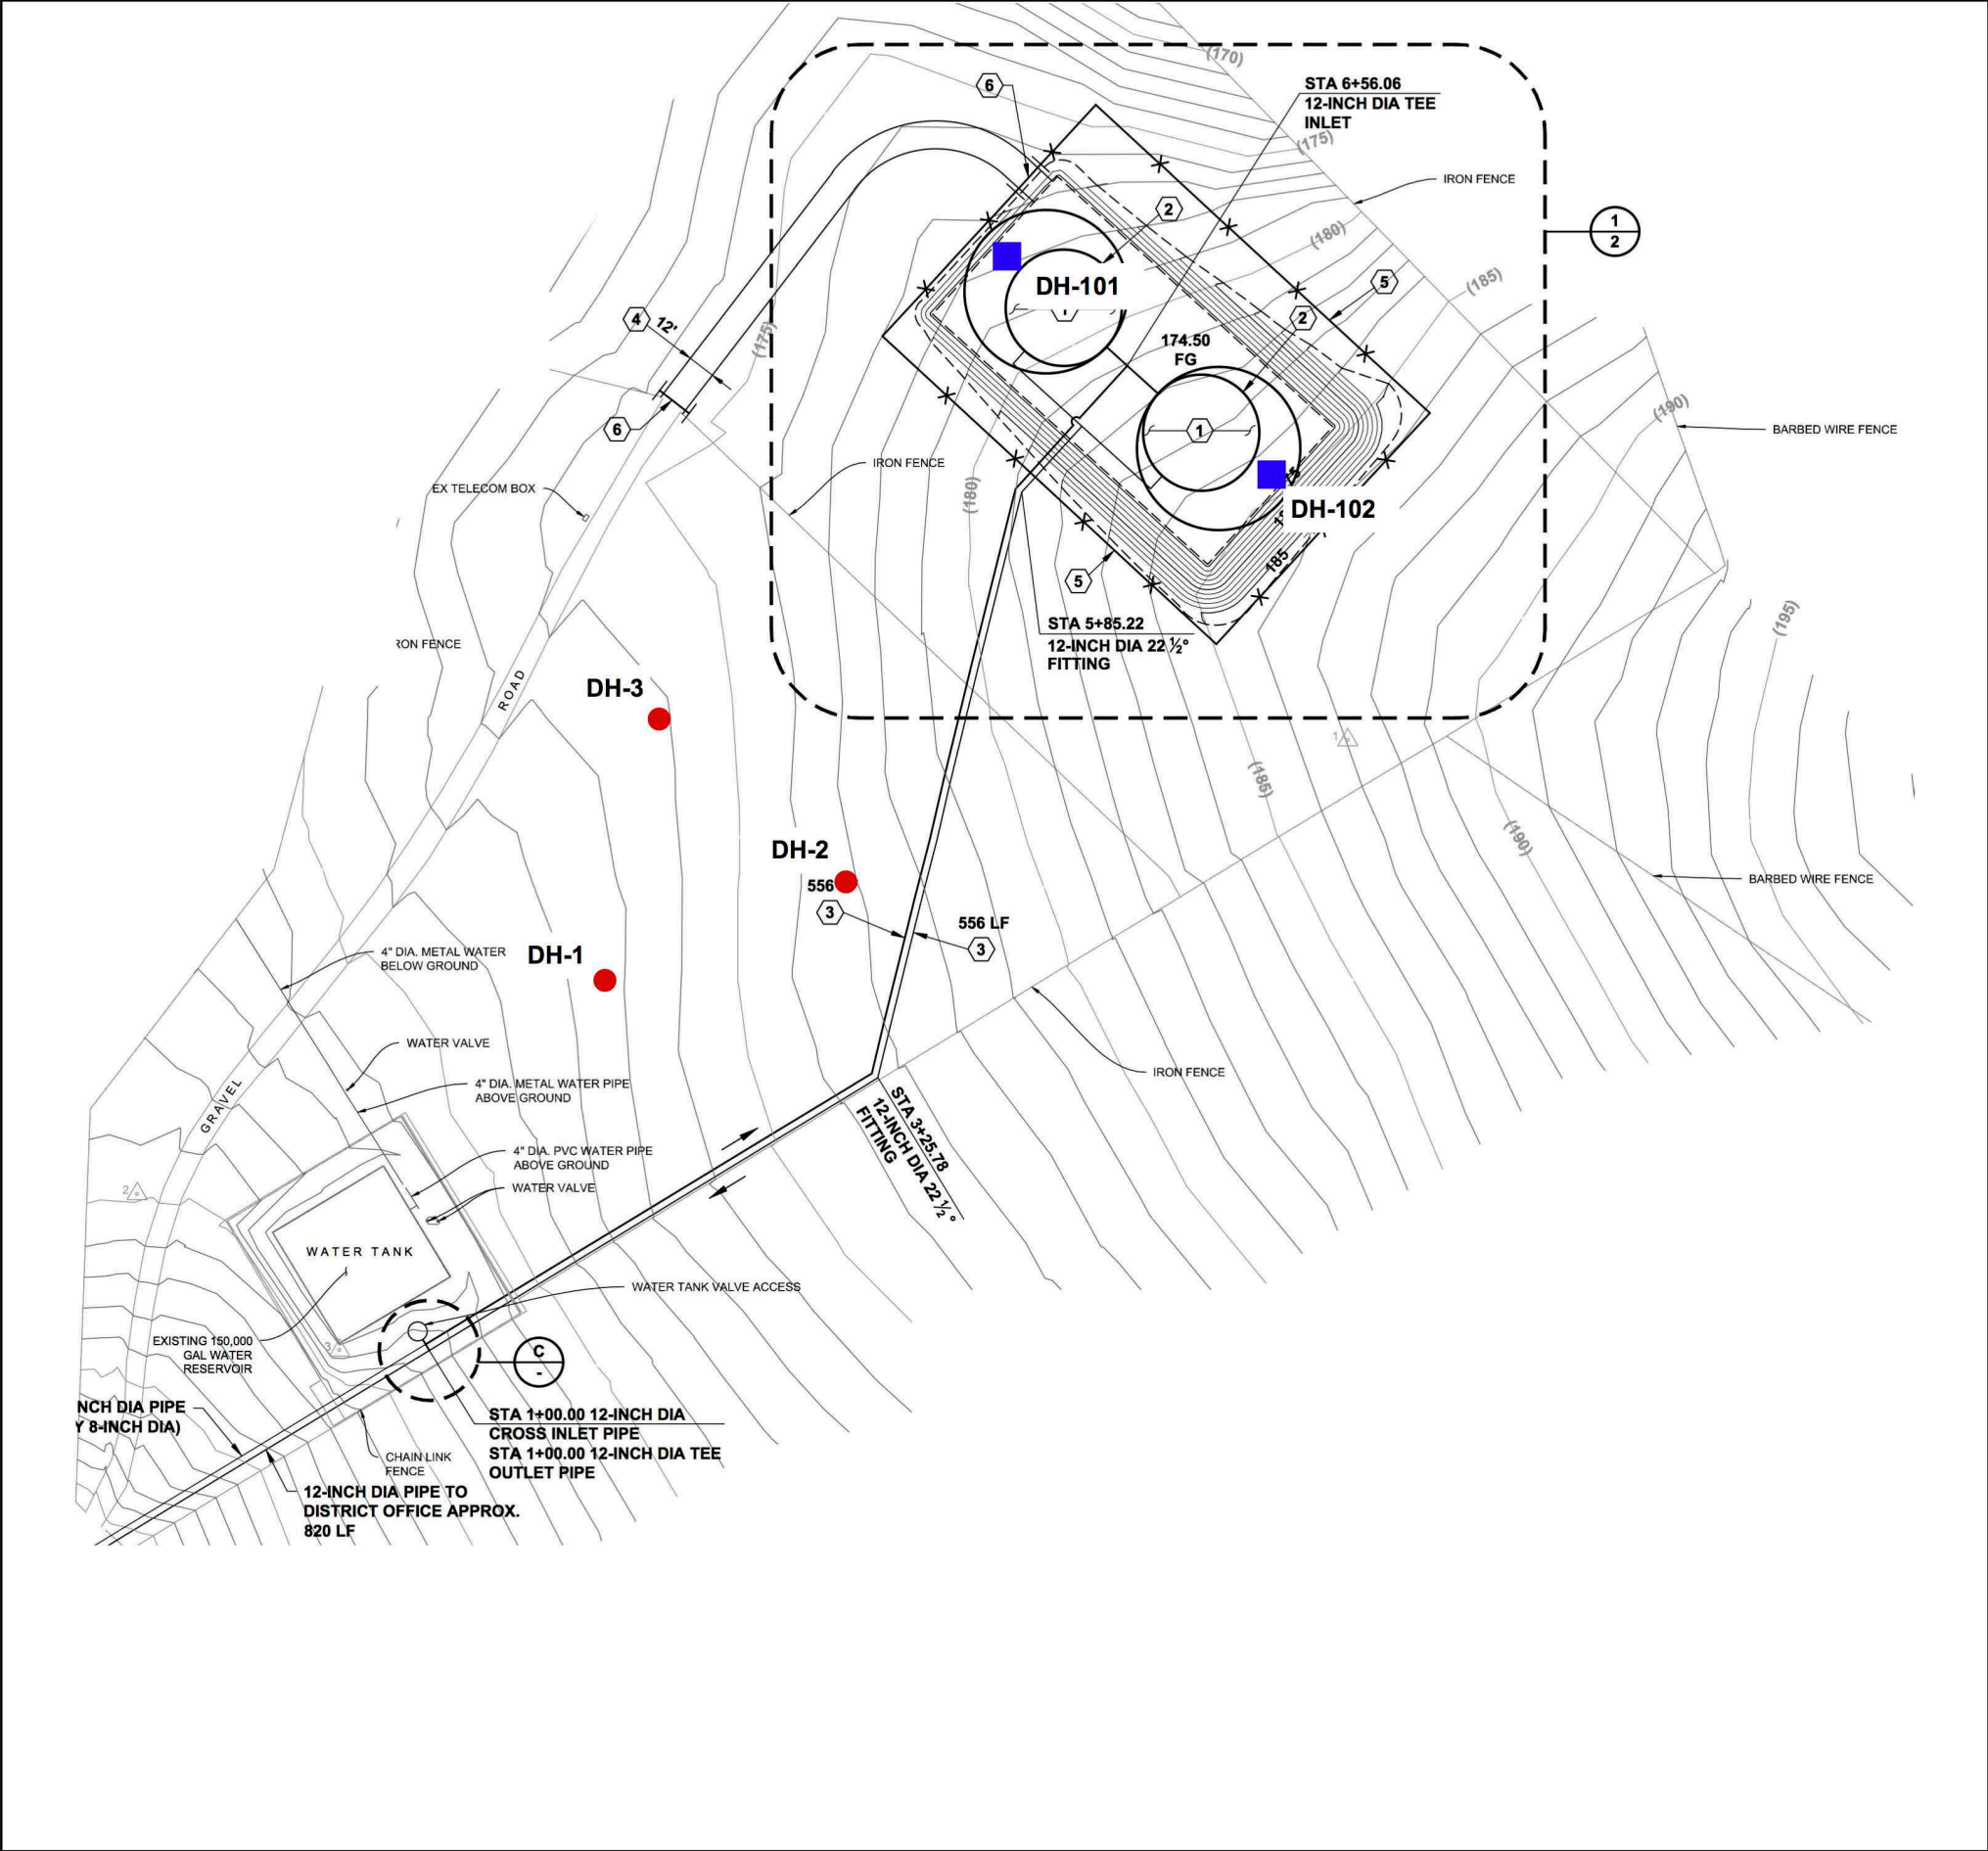 (170)
STA 6+56.06
12-INCH DIA TEE
INLET
6
(175)
IRON FENCE
2
(180)
1
2
DH-101
5
(185)
4
12'
(175)
2
174.50
FG
6
1
(190)
BARBED WIRE FENCE
IRON FENCE
EX TELECOM BOX
(180)
DH-102
185
5
STA 5+85.22
12-INCH DIA 22 ½°
FITTING
(195)
RON FENCE
ROAD
DH-3
1
(185)
(190)
DH-2
556
3
556 LF
3
BARBED WIRE FENCE
DH-1
4" DIA. METAL WATER
BELOW GROUND
WATER VALVE
4" DIA. METAL WATER PIPE
ABOVE GROUND
IRON FENCE
GRAVEL
STA 3+25.78
12-INCH DIA 22 ½°
FITTING
4" DIA. PVC WATER PIPE
ABOVE GROUND
WATER VALVE
2
WATER TANK
WATER TANK VALVE ACCESS
EXISTING 150,000
GAL WATER
RESERVOIR
3
C
-
NCH DIA PIPE
Y 8-INCH DIA)
STA 1+00.00 12-INCH DIA
CROSS INLET PIPE
STA 1+00.00 12-INCH DIA TEE
OUTLET PIPE
CHAIN LINK
FENCE
12-INCH DIA PIPE TO
DISTRICT OFFICE APPROX.
820 LF